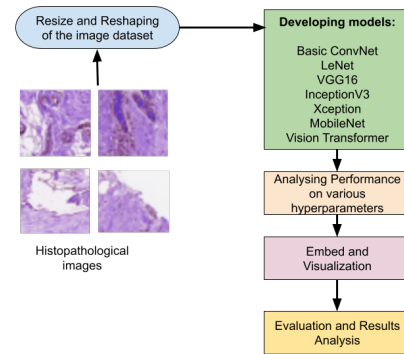 Resize and Reshaping
of the image dataset
Developing models:
Basic ConvNet
LeNet
VGG16
InceptionV3
Xception
MobileNet
Vision Transformer
Histopathological
images
Analysing Performance
on various
hyperparameters
Embed and
Visualization
Evaluation and Results
Analysis